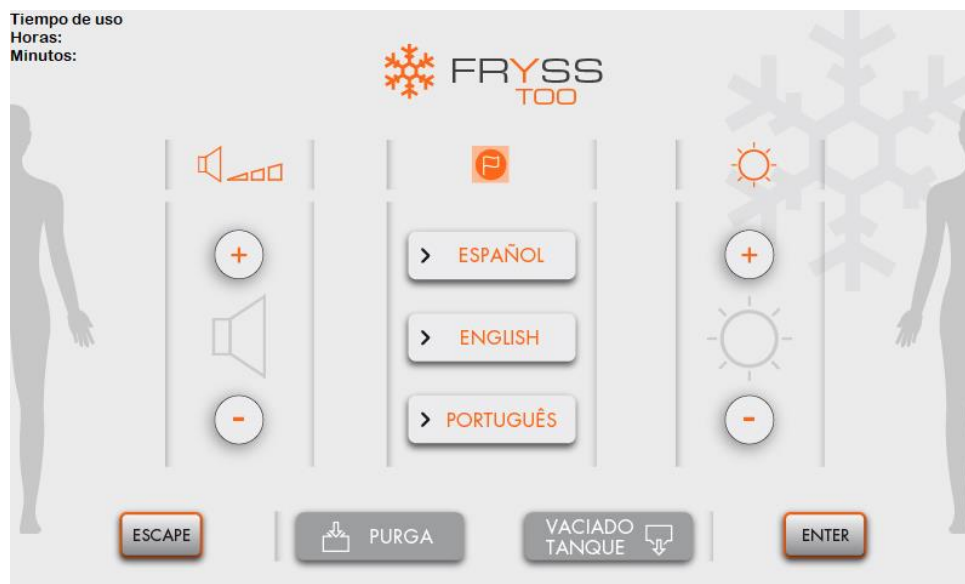 Tiempo de uso
Horas:
Minutos:
FRYSS
TOO
+
+
> ESPAÑOL
> ENGLISH
> PORTUGUÊS
-
-
ESCAPE
PURGA
VACIADO
TANQUE
ENTER